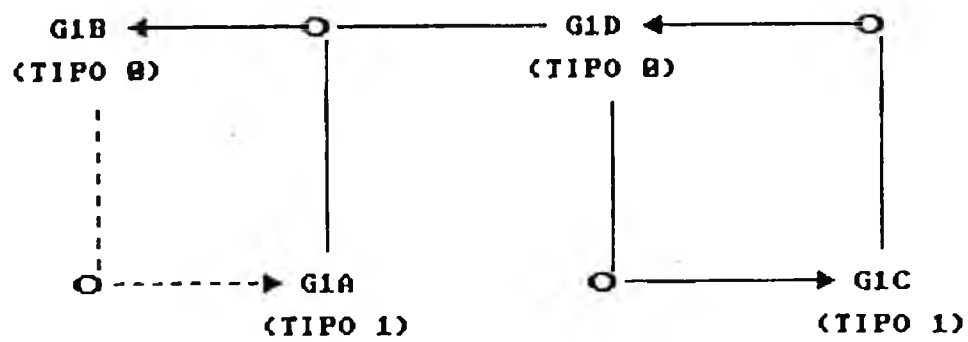 G1B G1D
(TIPO 0) (TIPO 0)
G1A G1C
(TIPO 1) (TIPO 1)